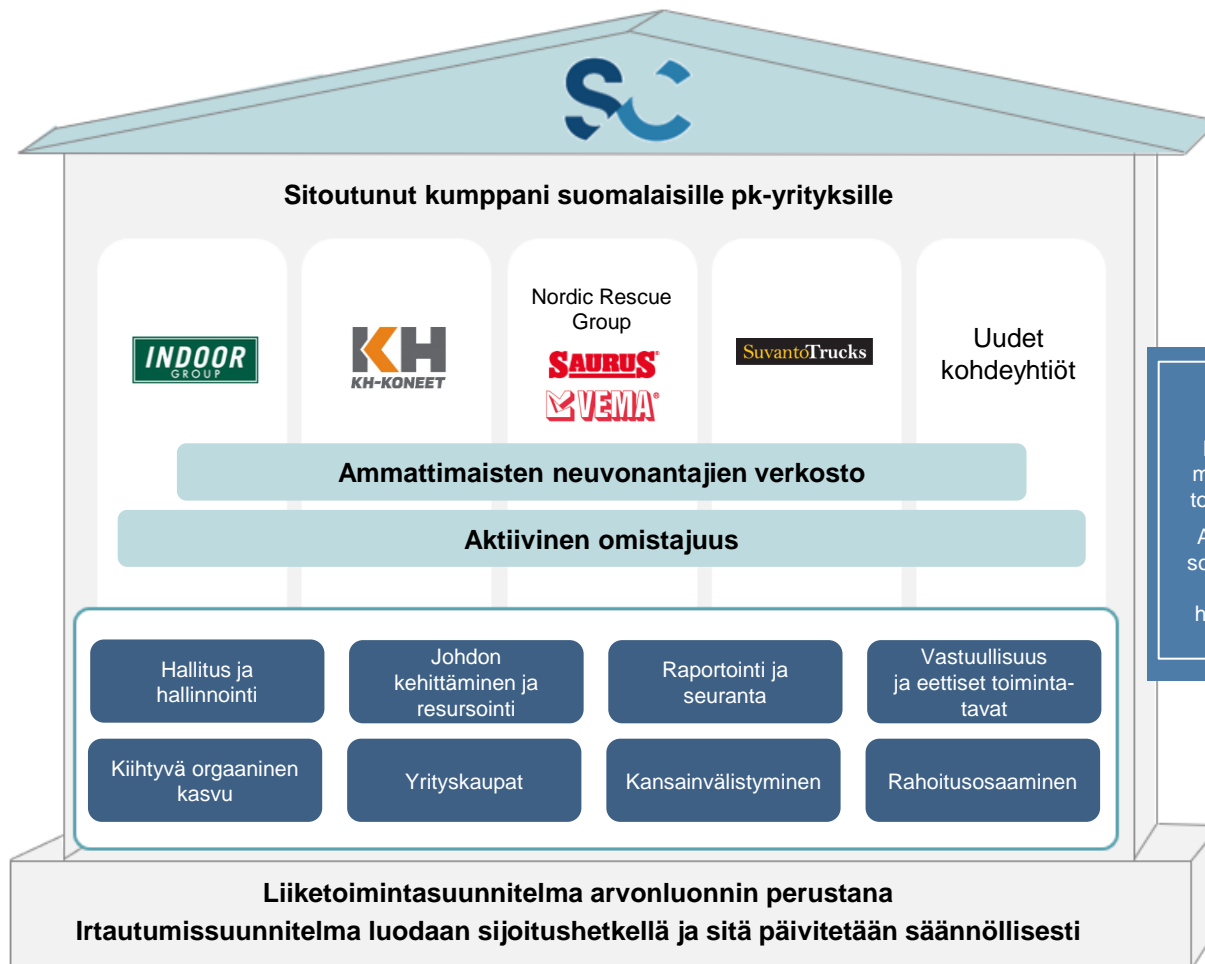 SC
Sitoutunut kumppani suomalaisille pk-yrityksille
INDOOR
GROUP
KH
KH-KONEET
Nordic Rescue
Group
SAURUS®
VEMA®
SuvantoTrucks
Uudet
kohdeyhtiöt
Ammattimaisten neuvonantajien verkosto
Aktiivinen omistajuus
Hallitus ja
hallinnointi
Johdon
kehittäminen ja
resursointi
Raportointi ja
seuranta
Vastuullisuus
ja eettiset toiminta-
tavat
Kiihtyvä orgaaninen
kasvu
Yrityskaupat
Kansainvälistyminen
Rahoitusosaaminen
Liiketoimintasuunnitelma arvonluonnin perustana
Irtautumissuunnitelma luodaan sijoitushetkellä ja sitä päivitetään säännöllisesti